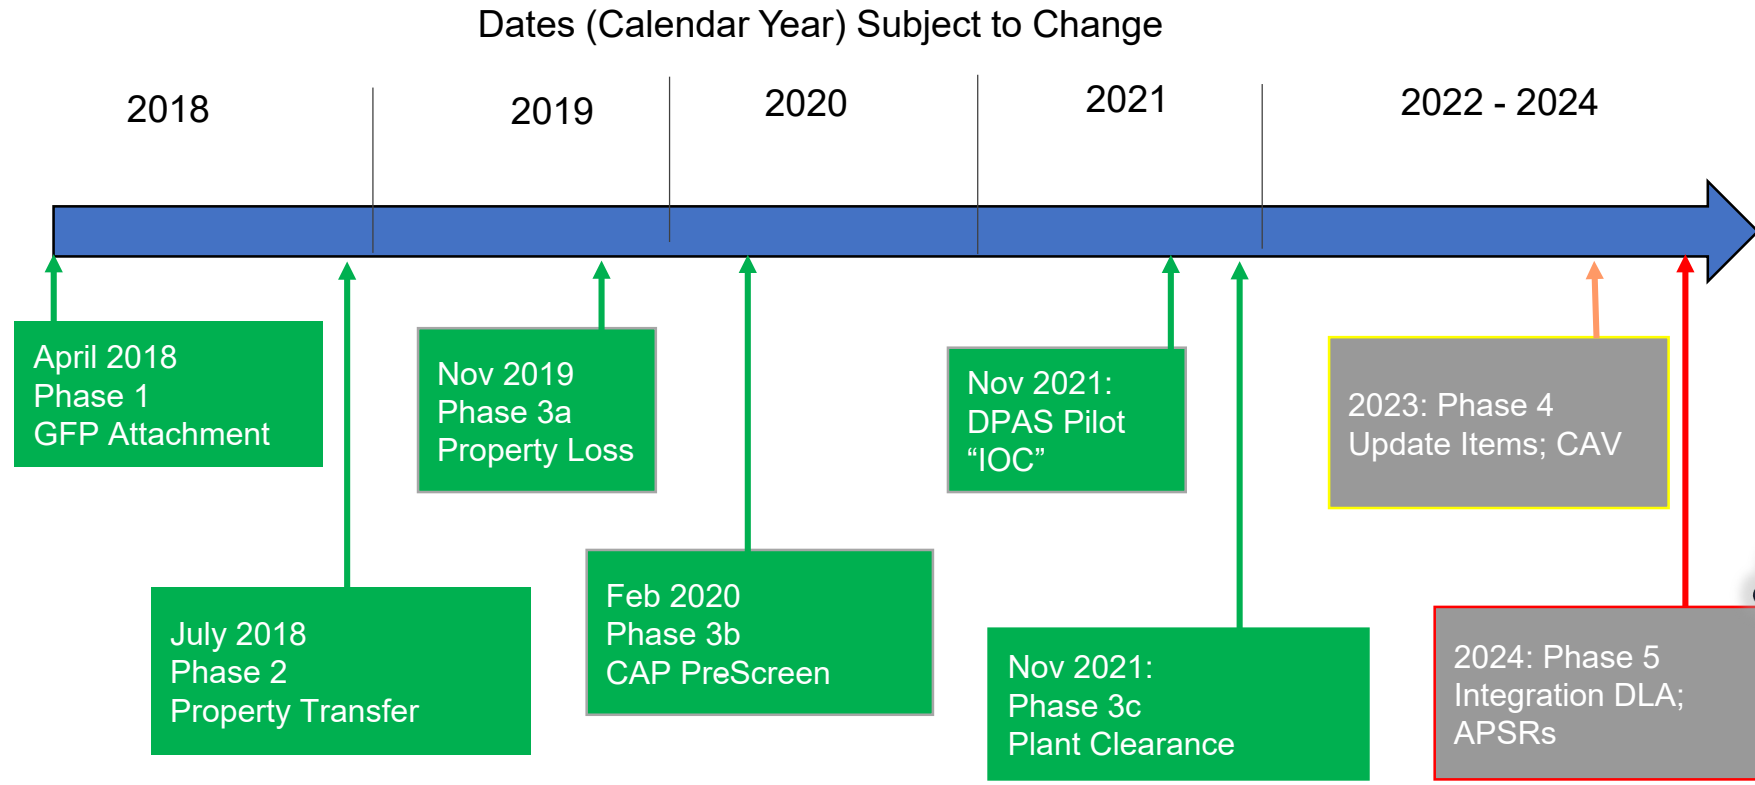 Dates (Calendar Year) Subject to Change
2018
2019
2020
2021
2022 - 2024
April 2018
Phase 1
GFP Attachment
Nov 2019
Phase 3a
Property Loss
Nov 2021:
DPAS Pilot
“IOC”
2023: Phase 4
Update Items; CAV
July 2018
Phase 2
Property Transfer
Feb 2020
Phase 3b
CAP PreScreen
Nov 2021:
Phase 3c
Plant Clearance
2024: Phase 5
Integration DLA;
APSRs